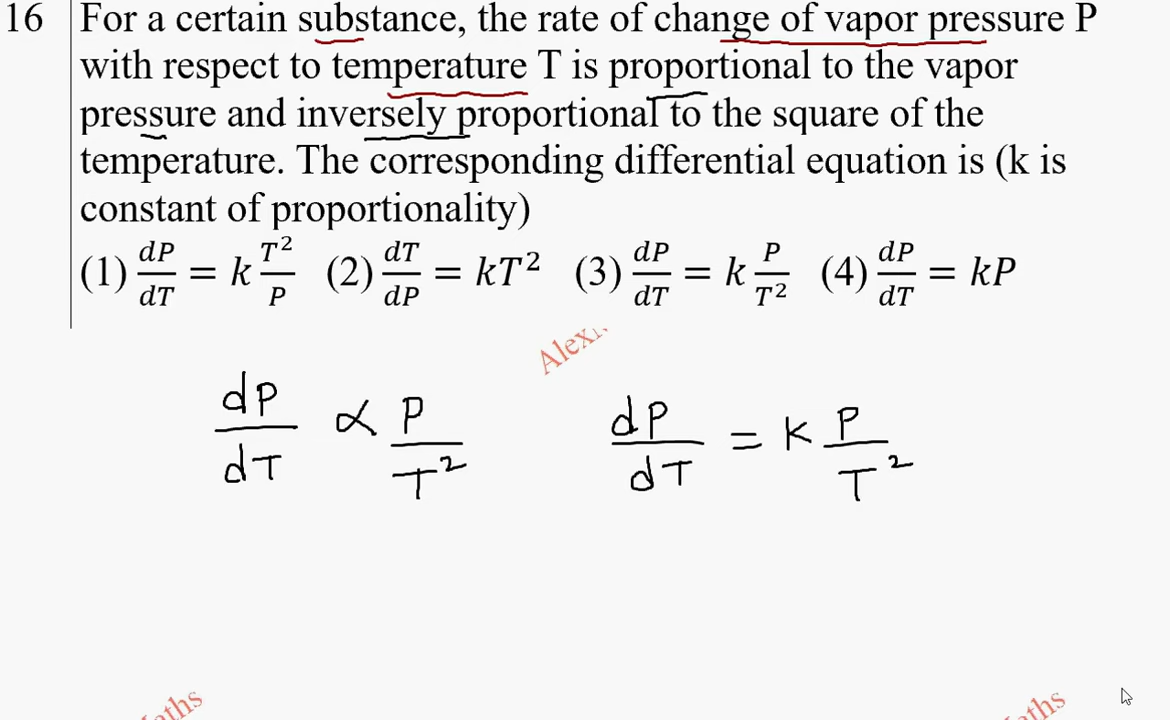 16 For a certain substance, the rate of change of vapor pressure P
with respect to temperature T is proportional to the vapor
pressure and inversely proportional to the square of the
temperature. The corresponding differential equation is (k is
constant of proportionality)
(1) dP/dT = k T²/P (2) dT/dP = kT² (3) dP/dT = k P/T² (4) dP/dT = kP
dP/dT ∝ P/T² dP/dT = k P/T²